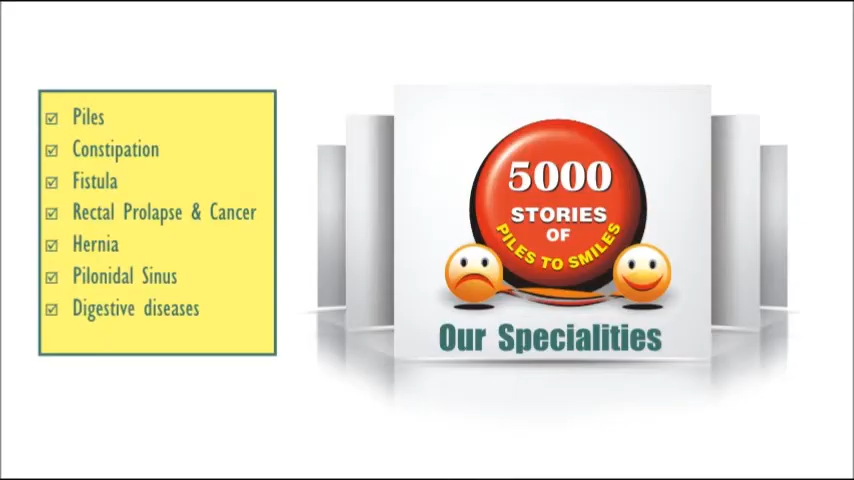 Piles
Constipation
Fistula
Rectal Prolapse & Cancer
Hernia
Pilonidal Sinus
Digestive diseases
5000
STORIES
OF
PILES TO SMILES
Our Specialities